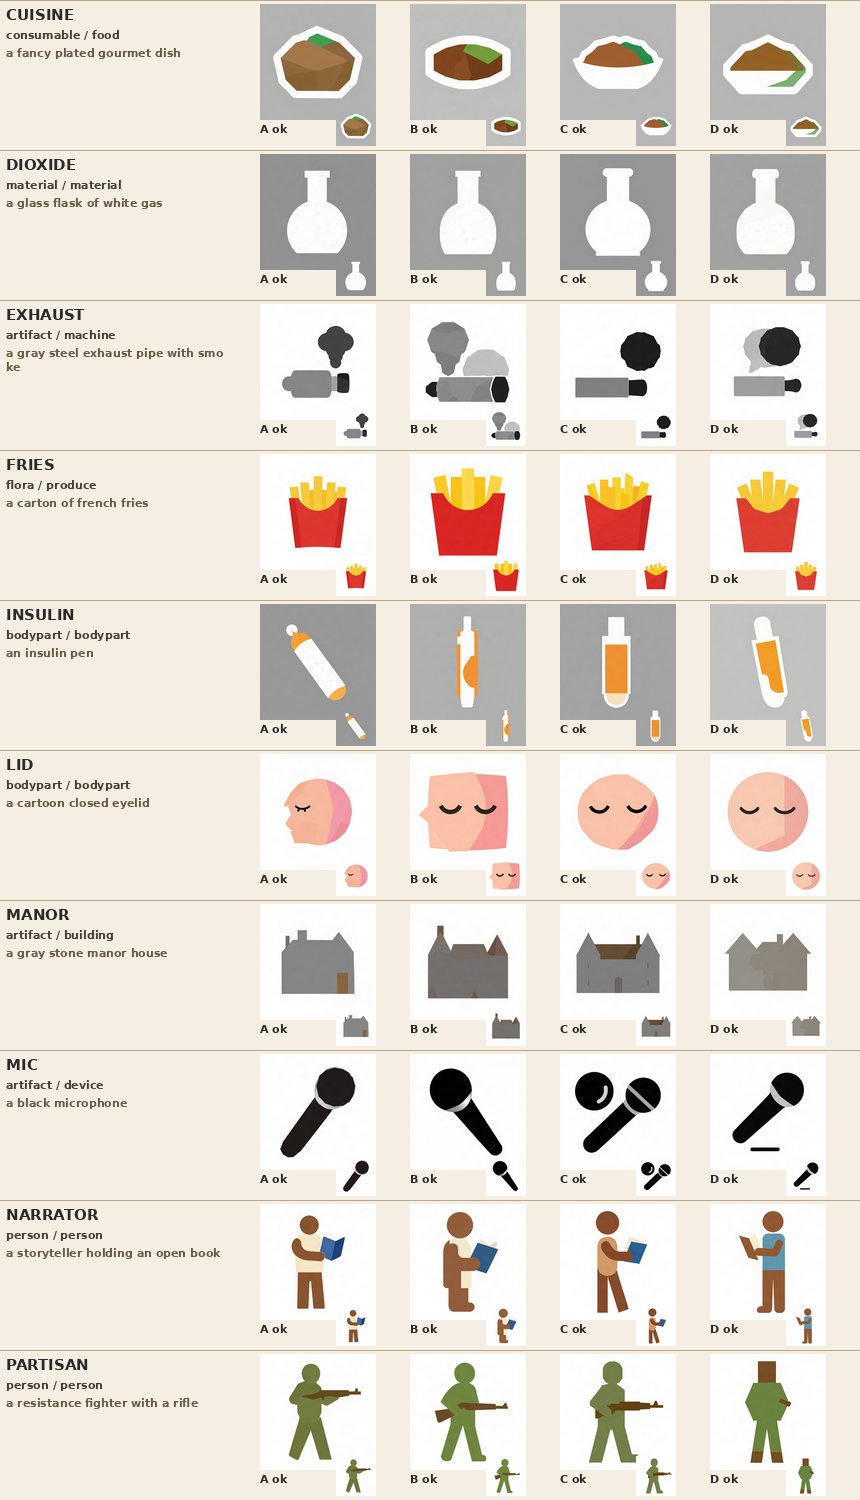 CUISINE
consumable / food
a fancy plated gourmet dish
A ok
B ok
C ok
D ok
DIOXIDE
material / material
a glass flask of white gas
A ok
B ok
C ok
D ok
EXHAUST
artifact / machine
a gray steel exhaust pipe with smo
ke
A ok
B ok
C ok
D ok
FRIES
flora / produce
a carton of french fries
A ok
B ok
C ok
D ok
INSULIN
bodypart / bodypart
an insulin pen
A ok
B ok
C ok
D ok
LID
bodypart / bodypart
a cartoon closed eyelid
A ok
B ok
C ok
D ok
MANOR
artifact / building
a gray stone manor house
A ok
B ok
C ok
D ok
MIC
artifact / device
a black microphone
A ok
B ok
C ok
D ok
NARRATOR
person / person
a storyteller holding an open book
A ok
B ok
C ok
D ok
PARTISAN
person / person
a resistance fighter with a rifle
A ok
B ok
C ok
D ok